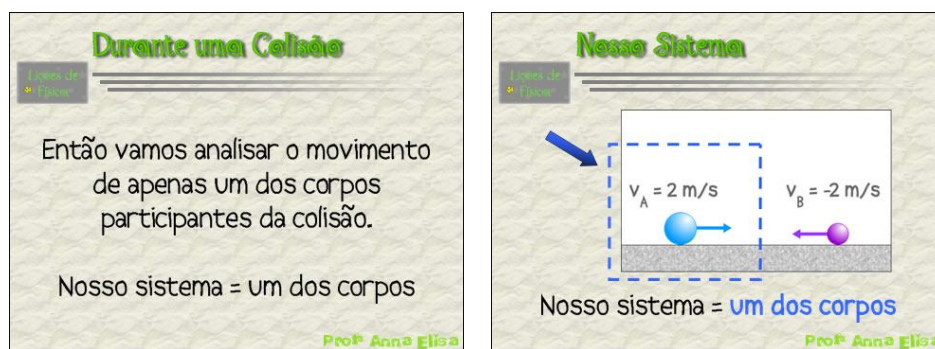 Durante uma Colisão
Lições de
Física
Então vamos analisar o movimento
de apenas um dos corpos
participantes da colisão.
Nosso sistema = um dos corpos
Profª Anna Elisa
Nosso Sistema
Lições de
Física
vA = 2 m/s
vB = -2 m/s
Nosso sistema = um dos corpos
Profª Anna Elisa